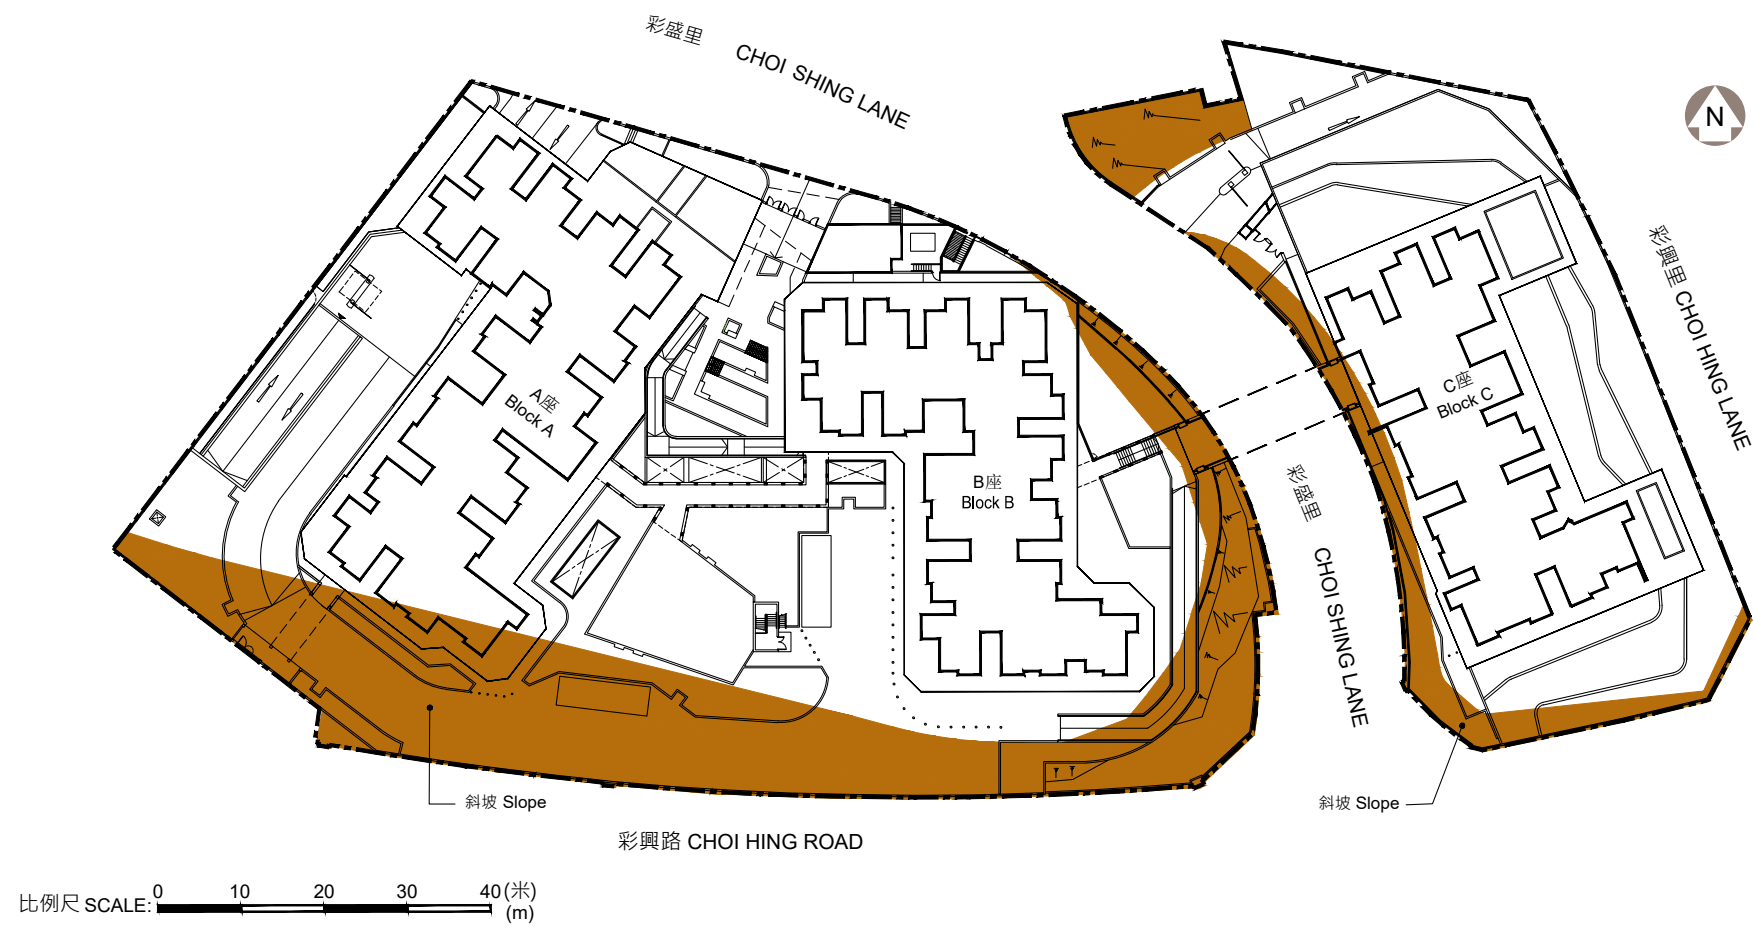 彩盛里 CHOI SHING LANE
N
彩興里 CHOI HING LANE
A座
Block A
B座
Block B
C座
Block C
彩盛里 CHOI SHING LANE
斜坡 Slope
斜坡 Slope
彩興路 CHOI HING ROAD
比例尺 SCALE: 0 10 20 30 40 (米)
(m)